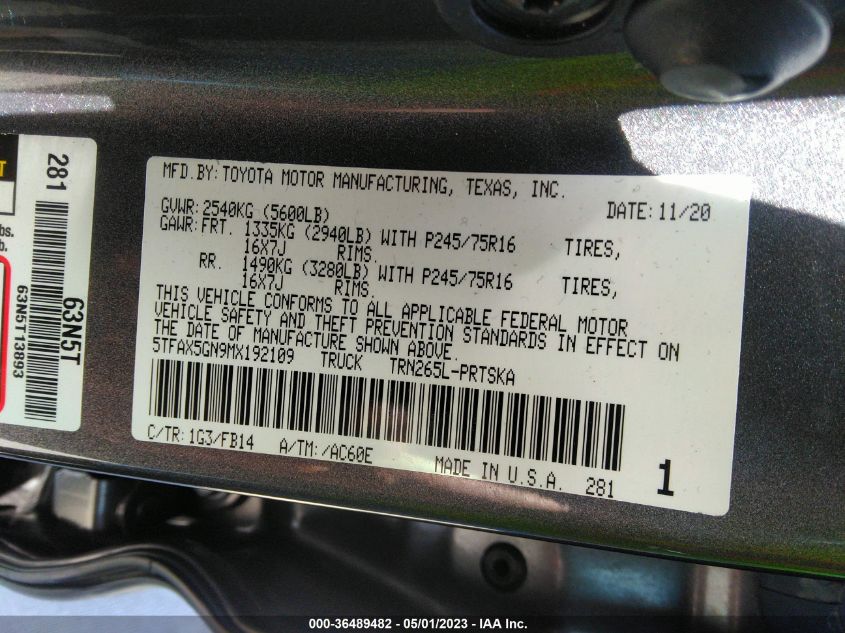 MFD.BY:TOYOTA MOTOR MANUFACTURING, TEXAS, INC.
GVWR:2540KG (5600LB) DATE:11/20
GAWR:FRT. 1335KG (2940LB) WITH P245/75R16 TIRES,
16X7J RIMS.
RR. 1490KG (3280LB) WITH P245/75R16 TIRES,
16X7J RIMS.
THIS VEHICLE CONFORMS TO ALL APPLICABLE FEDERAL MOTOR
VEHICLE SAFETY AND THEFT PREVENTION STANDARDS IN EFFECT ON
THE DATE OF MANUFACTURE SHOWN ABOVE.
5TFAX5GN9MX192109 TRUCK TRN265L-PRTSKA
C/TR:1G3/FB14 A/TM:/AC60E MADE IN U.S.A. 281 1
281
63N5T
63N5T13893
lbs.
b.
000-36489482 / 05/01/2023 - IAA Inc.